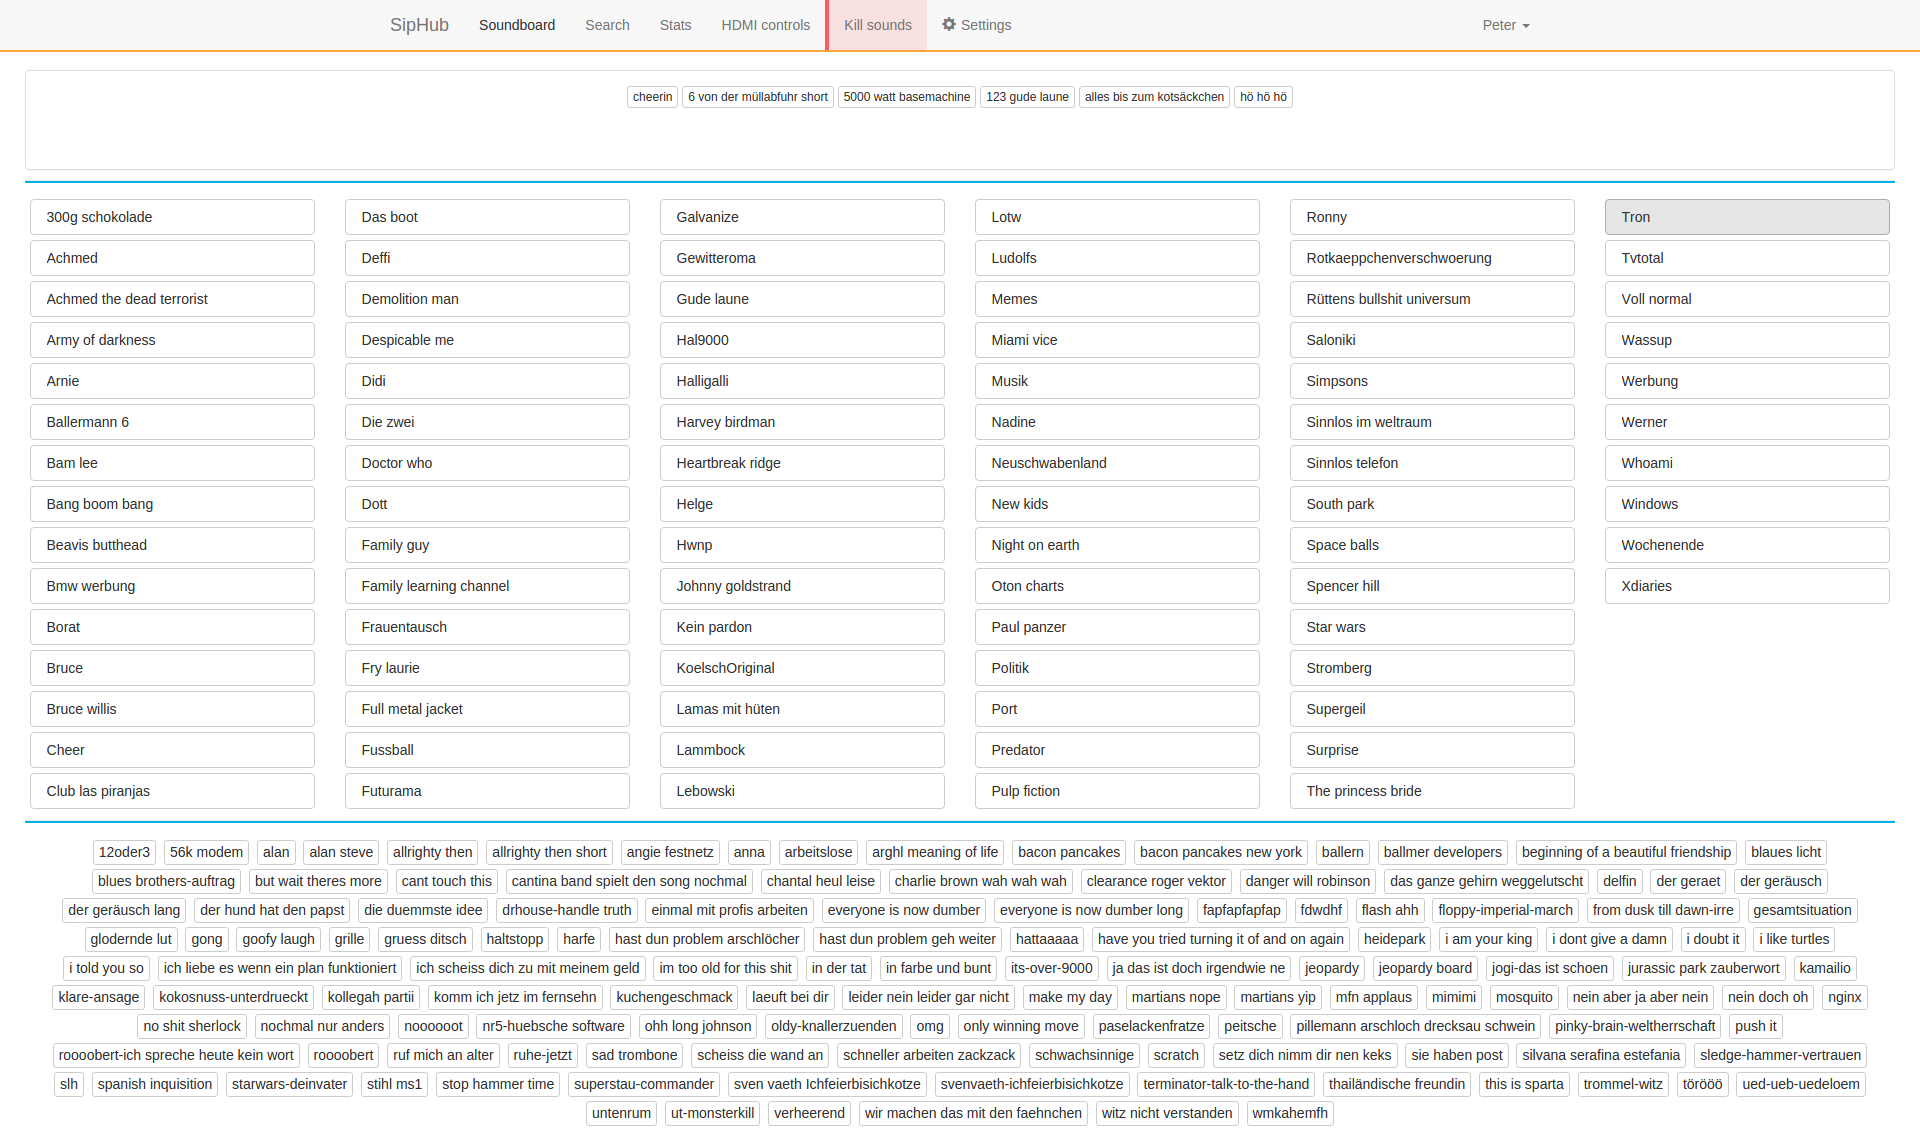 SipHub Soundboard Search Stats HDMI controls Kill sounds Settings Peter
cheerin 6 von der müllabfuhr short 5000 watt basemachine 123 gude laune alles bis zum kotsäckchen hö hö hö
300g schokolade Das boot Galvanize Lotw Ronny Tron
Achmed Deffi Gewitteroma Ludolfs Rotkaeppchenverschwoerung Tvtotal
Achmed the dead terrorist Demolition man Gude laune Memes Rüttens bullshit universum Voll normal
Army of darkness Despicable me Hal9000 Miami vice Saloniki Wassup
Arnie Didi Halligalli Musik Simpsons Werbung
Ballermann 6 Die zwei Harvey birdman Nadine Sinnlos im weltraum Werner
Bam lee Doctor who Heartbreak ridge Neuschwabenland Sinnlos telefon Whoami
Bang boom bang Dott Helge New kids South park Windows
Beavis butthead Family guy Hwnp Night on earth Space balls Wochenende
Bmw werbung Family learning channel Johnny goldstrand Oton charts Spencer hill Xdiaries
Borat Frauentausch Kein pardon Paul panzer Star wars
Bruce Fry laurie KoelschOriginal Politik Stromberg
Bruce willis Full metal jacket Lamas mit hüten Port Supergeil
Cheer Fussball Lammbock Predator Surprise
Club las piranjas Futurama Lebowski Pulp fiction The princess bride
12oder3 56k modem alan alan steve allrighty then allrighty then short angie festnetz anna arbeitslose arghl meaning of life bacon pancakes bacon pancakes new york ballern ballmer developers beginning of a beautiful friendship blaues licht
blues brothers-auftrag but wait theres more cant touch this cantina band spielt den song nochmal chantal heul leise charlie brown wah wah wah clearance roger vektor danger will robinson das ganze gehirn weggelutscht delfin der geraet der geräusch
der geräusch lang der hund hat den papst die duemmste idee drhouse-handle truth einmal mit profis arbeiten everyone is now dumber everyone is now dumber long fapfapfapfap fdwdhf flash ahh floppy-imperial-march from dusk till dawn-irre gesamtsituation
glodernde lut gong goofy laugh grille gruess ditsch haltstopp harfe hast dun problem arschlöcher hast dun problem geh weiter hattaaaaa have you tried turning it of and on again heidepark i am your king i dont give a damn i doubt it i like turtles
i told you so ich liebe es wenn ein plan funktioniert ich scheiss dich zu mit meinem geld im too old for this shit in der tat in farbe und bunt its-over-9000 ja das ist doch irgendwie ne jeopardy jeopardy board jogi-das ist schoen jurassic park zauberwort kamailio
klare-ansage kokosnuss-unterdrueckt kollegah partii komm ich jetz im fernsehn kuchengeschmack laeuft bei dir leider nein leider gar nicht make my day martians nope martians yip mfn applaus mimimi mosquito nein aber ja aber nein nein doch oh nginx
no shit sherlock nochmal nur anders noooooot nr5-huebsche software ohh long johnson oldy-knallerzuenden omg only winning move paselackenfratze peitsche pillemann arschloch drecksau schwein pinky-brain-weltherrschaft push it
roooobert-ich spreche heute kein wort roooobert ruf mich an alter ruhe-jetzt sad trombone scheiss die wand an schneller arbeiten zackzack schwachsinnige scratch setz dich nimm dir nen keks sie haben post silvana serafina estefania sledge-hammer-vertrauen
slh spanish inquisition starwars-deinvater stihl ms1 stop hammer time superstau-commander sven vaeth Ichfeierbisichkotze svenvaeth-ichfeierbisichkotze terminator-talk-to-the-hand thailändische freundin this is sparta trommel-witz törööö ued-ueb-uedeloem
untenrum ut-monsterkill verheerend wir machen das mit den faehnchen witz nicht verstanden wmkahemfh